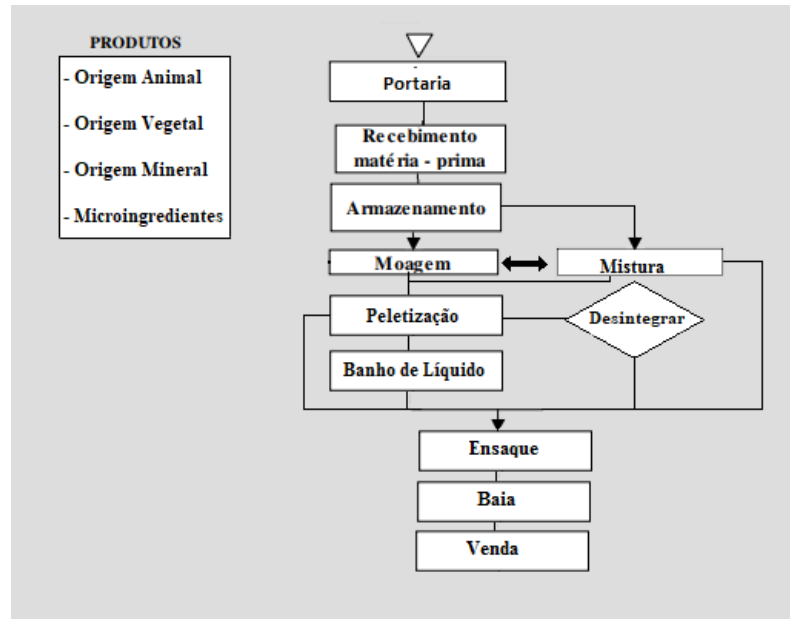 PRODUTOS
- Origem Animal
- Origem Vegetal
- Origem Mineral
- Microingredientes
Portaria
Recebimento
matéria - prima
Armazenamento
Moagem
Mistura
Peletização
Desintegrar
Banho de Líquido
Ensaque
Baia
Venda